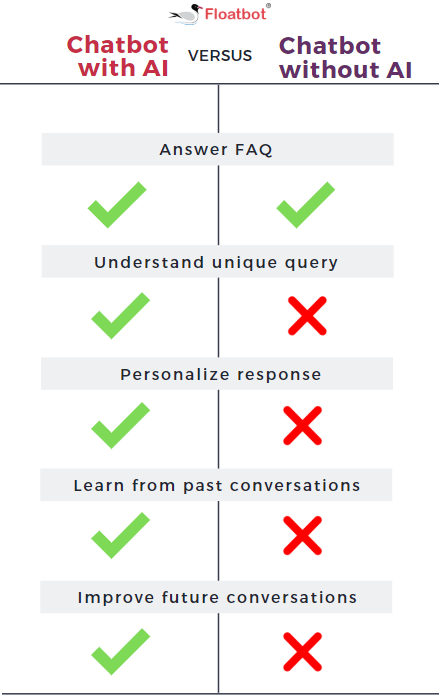 Floatbot®
Chatbot
with AI
VERSUS
Chatbot
without AI
Answer FAQ
Understand unique query
Personalize response
Learn from past conversations
Improve future conversations